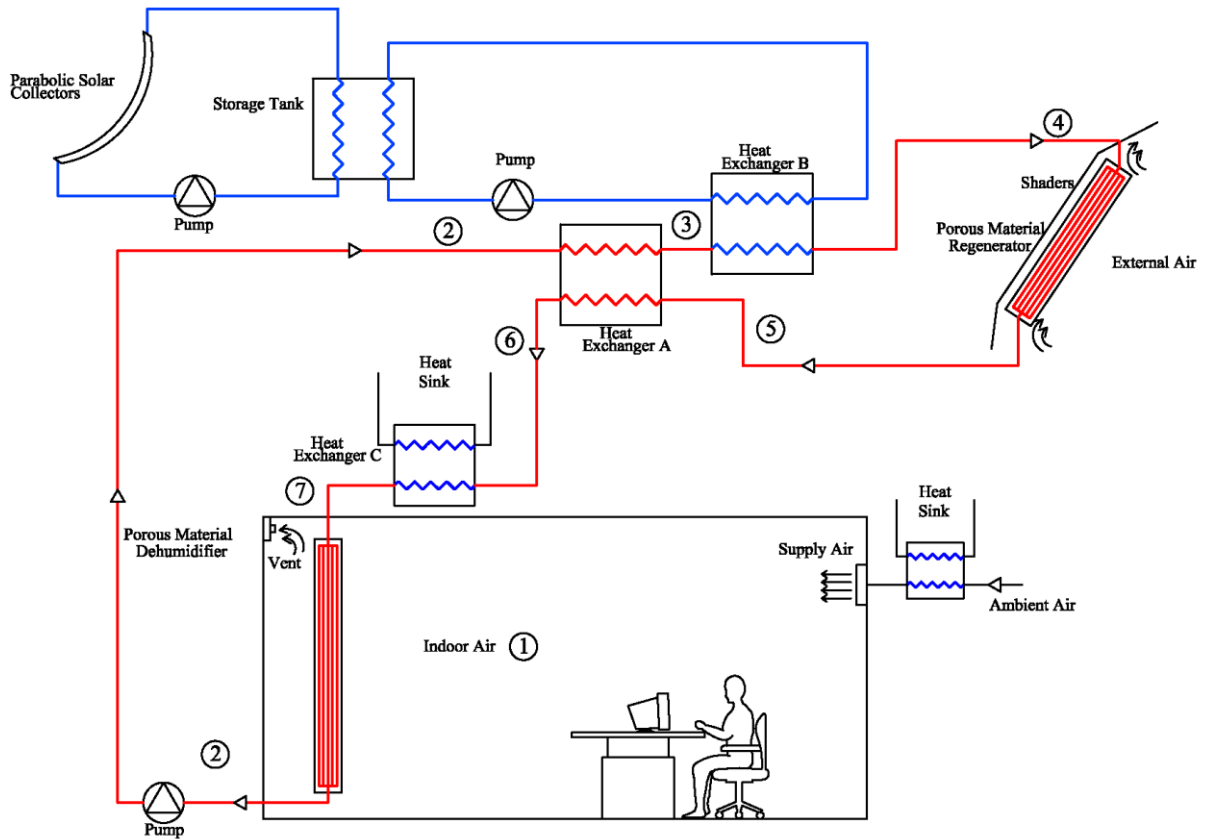 Parabolic Solar
Collectors
Storage Tank
Pump
Pump
Heat
Exchanger B
4
Shaders
Porous Material
Regenerator
External Air
2
3
Heat
Exchanger A
5
6
Heat
Sink
Heat
Exchanger C
7
Heat
Sink
Porous Material
Dehumidifier
Vent
Supply Air
Ambient Air
Indoor Air
1
2
Pump